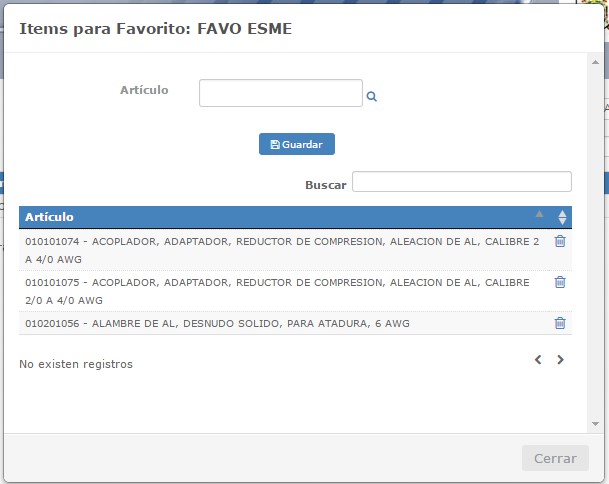 Items para Favorito: FAVO ESME
Artículo
Guardar
Buscar
Artículo
010101074 - ACOPLADOR, ADAPTADOR, REDUCTOR DE COMPRESION, ALEACION DE AL, CALIBRE 2
A 4/0 AWG
010101075 - ACOPLADOR, ADAPTADOR, REDUCTOR DE COMPRESION, ALEACION DE AL, CALIBRE
2/0 A 4/0 AWG
010201056 - ALAMBRE DE AL, DESNUDO SOLIDO, PARA ATADURA, 6 AWG
No existen registros
Cerrar